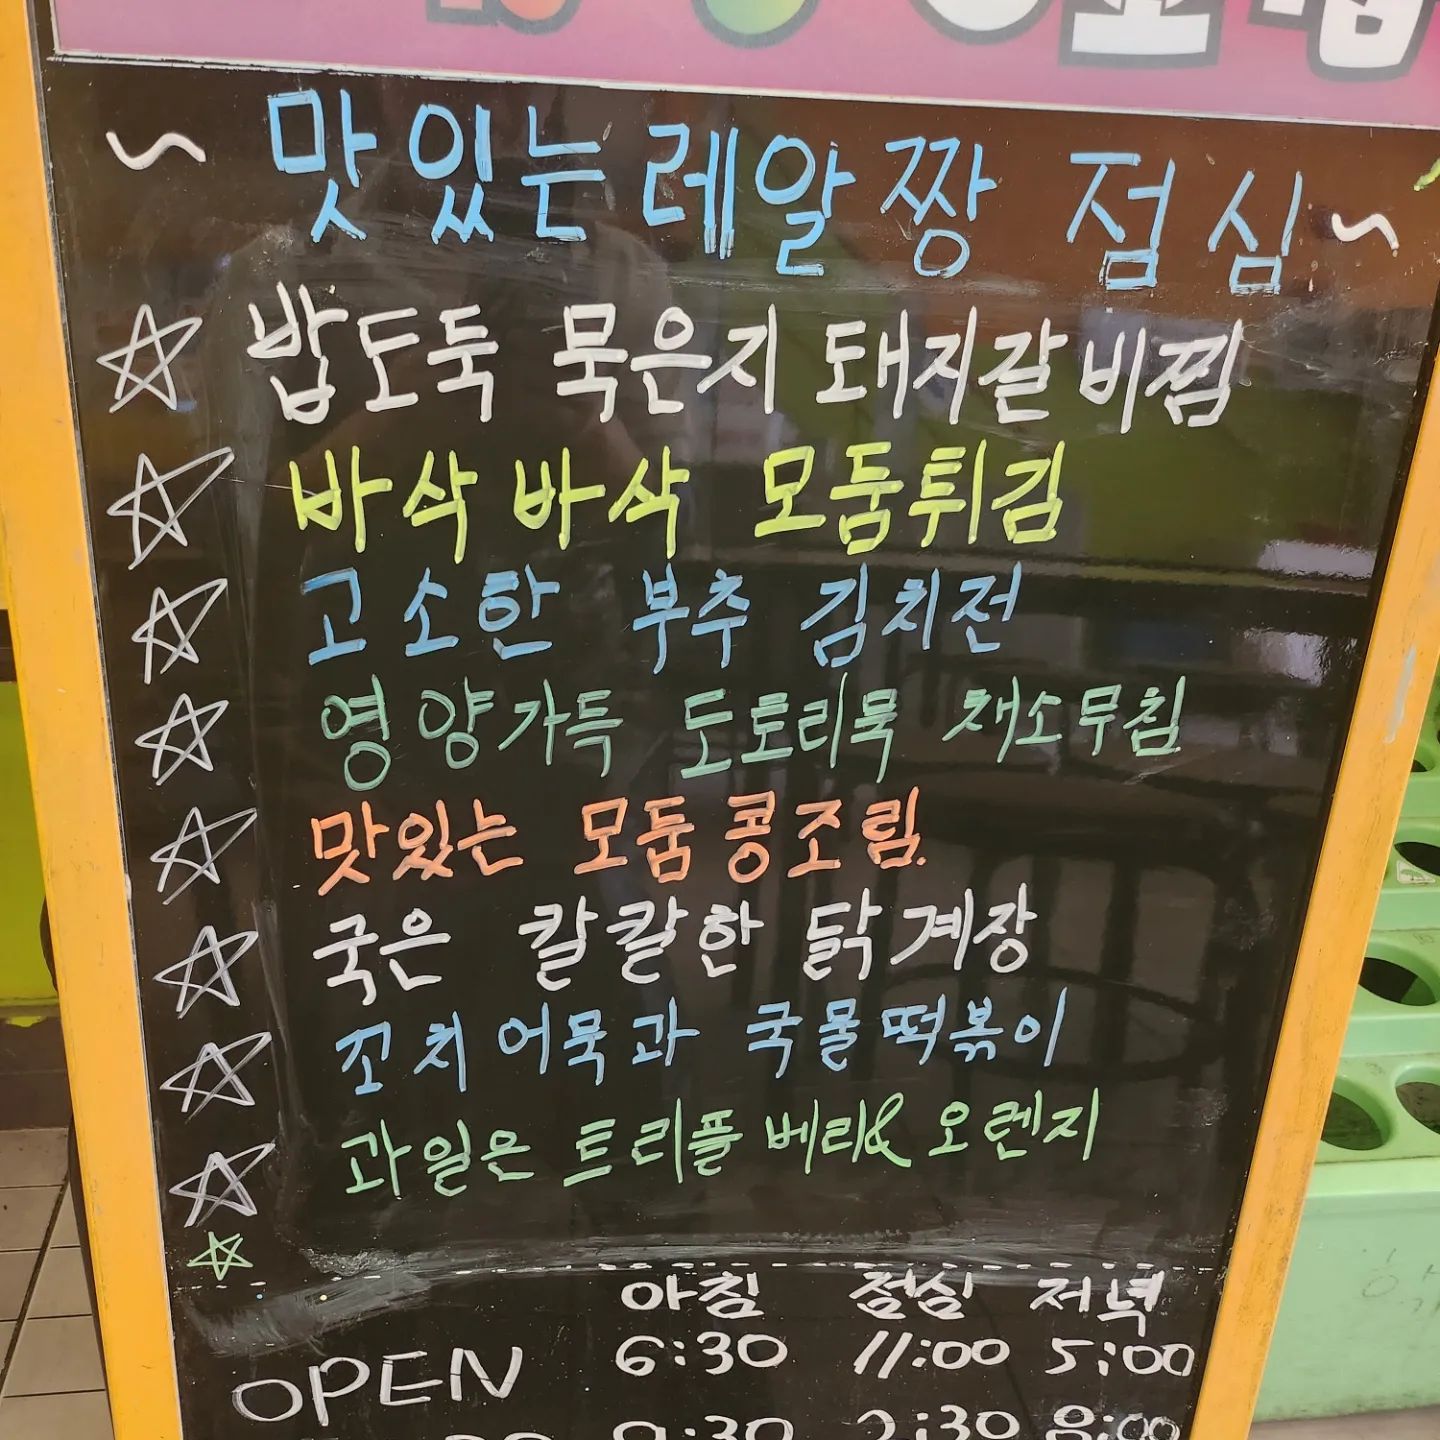 ~ 맛있는레알짱 점심~
☆ 밥도둑 묵은지 돼지갈비찜
☆ 바삭바삭 모둠튀김
☆ 고소한 부추 김치전
☆ 영양가득 도토리묵 채소무침
☆ 맛있는 모둠콩조림.
☆ 국은 칼칼한 닭계장
☆ 꼬치어묵과 국물떡볶이
☆ 과일은 트리플베리& 오렌지
☆
아침 점심 저녁
OPEN 6:30 11:00 5:00
9:30 2:30 8:00